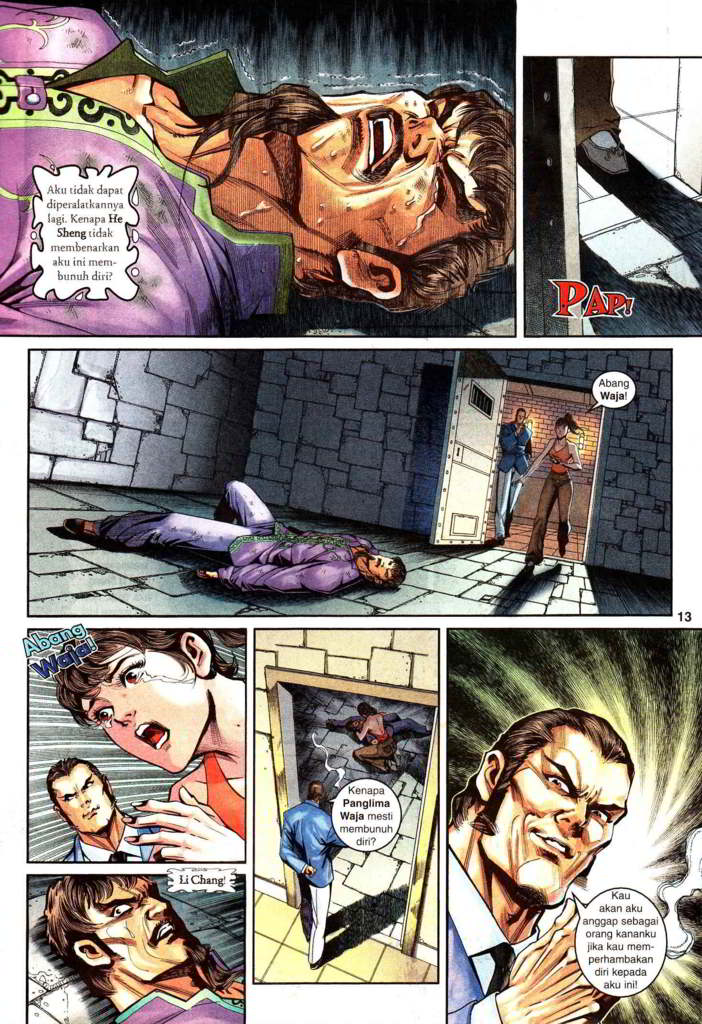 Aku tidak dapat
diperalatkannya
lagi. Kenapa He
Sheng tidak
membenarkan
aku ini mem-
bunuh diri?
PAP!
Abang
Waja!
13
Abang
Waja!
Li Chang!
Kenapa
Panglima
Waja mesti
membunuh
diri?
Kau
akan aku
anggap sebagai
orang kananku
jika kau mem-
perhambakan
diri kepada
aku ini!